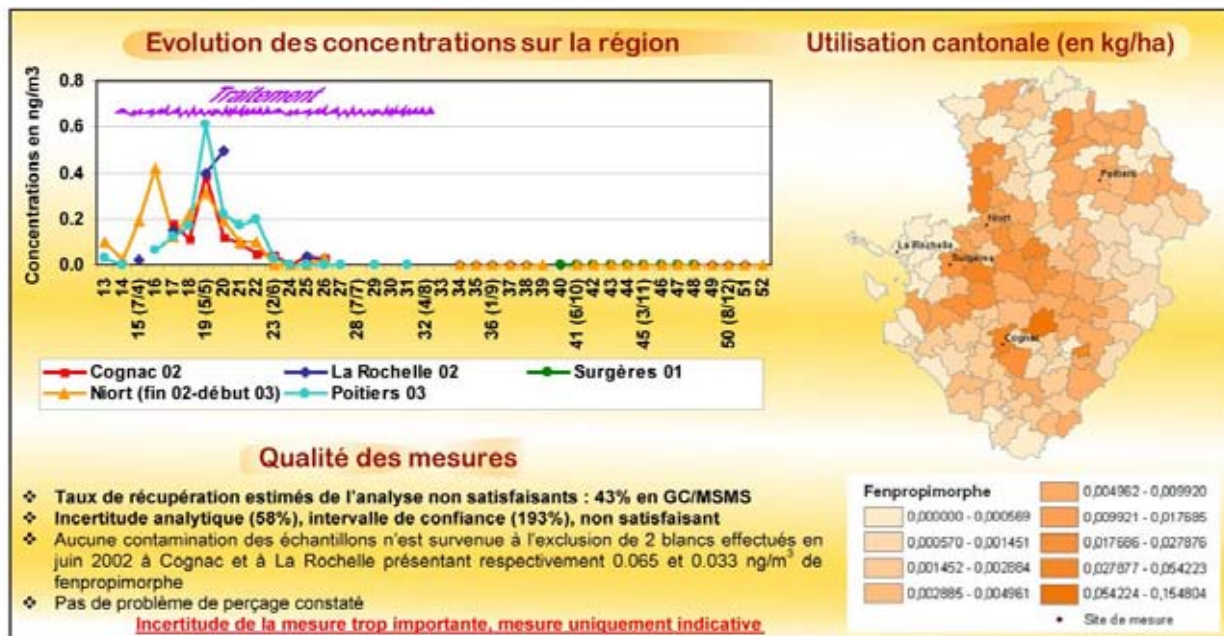 Evolution des concentrations sur la région
Concentrations en ng/m3
0.8
0.6
0.4
0.2
0.0
Traitement
13
14
15 (7/4)
16
17
18
19 (5/5)
20
21
22
23 (2/6)
24
25
26
27
28 (7/7)
29
30
31
32 (4/8)
33
34
35
36 (1/9)
37
38
39
40
41 (6/10)
42
43
44
45 (3/11)
46
47
48
49
50 (8/12)
51
52
Cognac 02
La Rochelle 02
Surgères 01
Niort (fin 02-début 03)
Poitiers 03
Utilisation cantonale (en kg/ha)
Poitiers
Niort
La Rochelle
Surgères
Cognac
Fenpropimorphe
0,000000 - 0,000569
0,000570 - 0,001451
0,001452 - 0,002884
0,002885 - 0,004961
0,004962 - 0,009920
0,009921 - 0,017685
0,017686 - 0,027876
0,027877 - 0,054223
0,054224 - 0,154804
Site de mesure
Qualité des mesures
❖ Taux de récupération estimés de l'analyse non satisfaisants : 43% en GC/MSMS
❖ Incertitude analytique (58%), intervalle de confiance (193%), non satisfaisant
❖ Aucune contamination des échantillons n'est survenue à l'exclusion de 2 blancs effectués en
juin 2002 à Cognac et à La Rochelle présentant respectivement 0.065 et 0.033 ng/m³ de
fenpropimorphe
❖ Pas de problème de perçage constaté
Incertitude de la mesure trop importante, mesure uniquement indicative